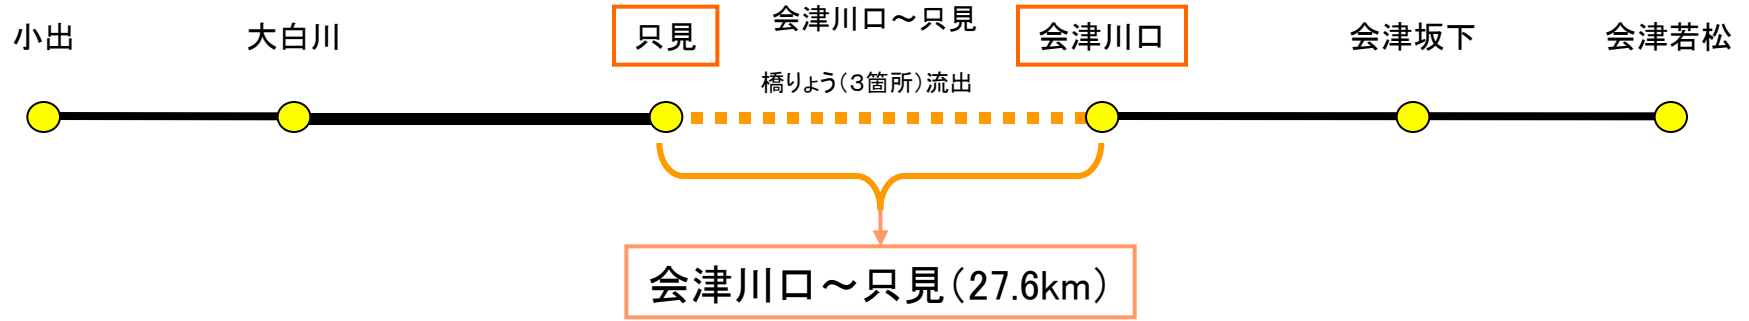 小出
大白川
只見
会津川口～只見
会津川口
会津坂下
会津若松
橋りょう（3箇所）流出
会津川口～只見（27.6km）